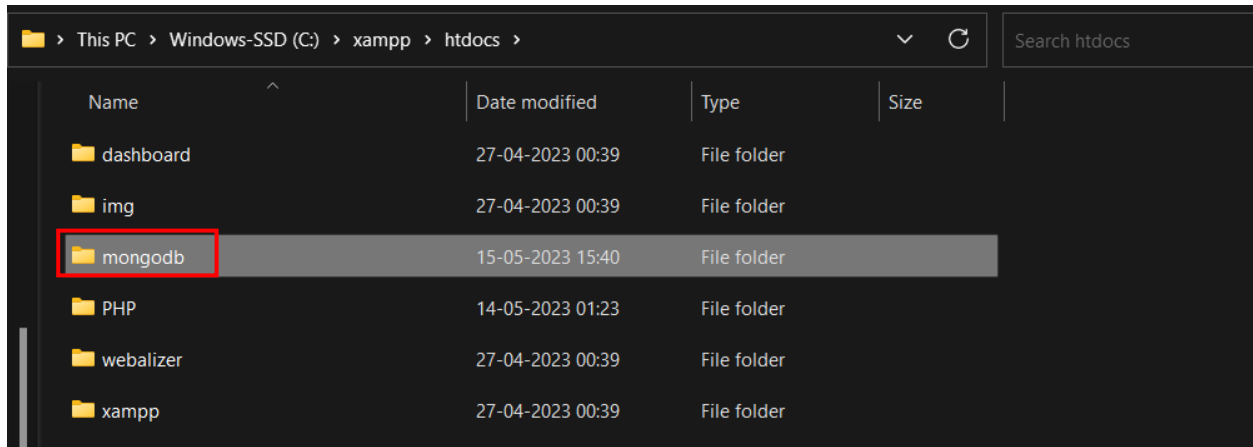 This PC > Windows-SSD (C:) > xampp > htdocs > Search htdocs
Name Date modified Type Size
dashboard 27-04-2023 00:39 File folder
img 27-04-2023 00:39 File folder
mongodb 15-05-2023 15:40 File folder
PHP 14-05-2023 01:23 File folder
webalizer 27-04-2023 00:39 File folder
xampp 27-04-2023 00:39 File folder